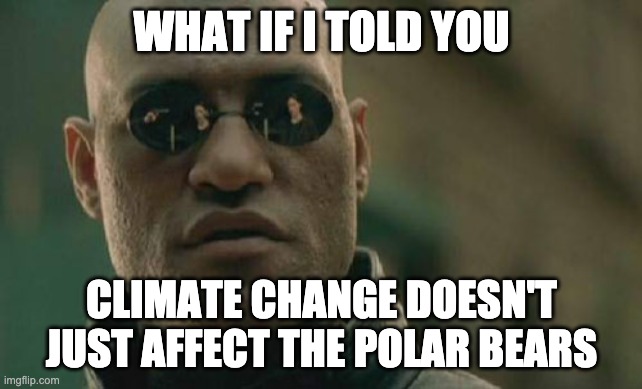 WHAT IF I TOLD YOU
CLIMATE CHANGE DOESN'T
JUST AFFECT THE POLAR BEARS
imgflip.com